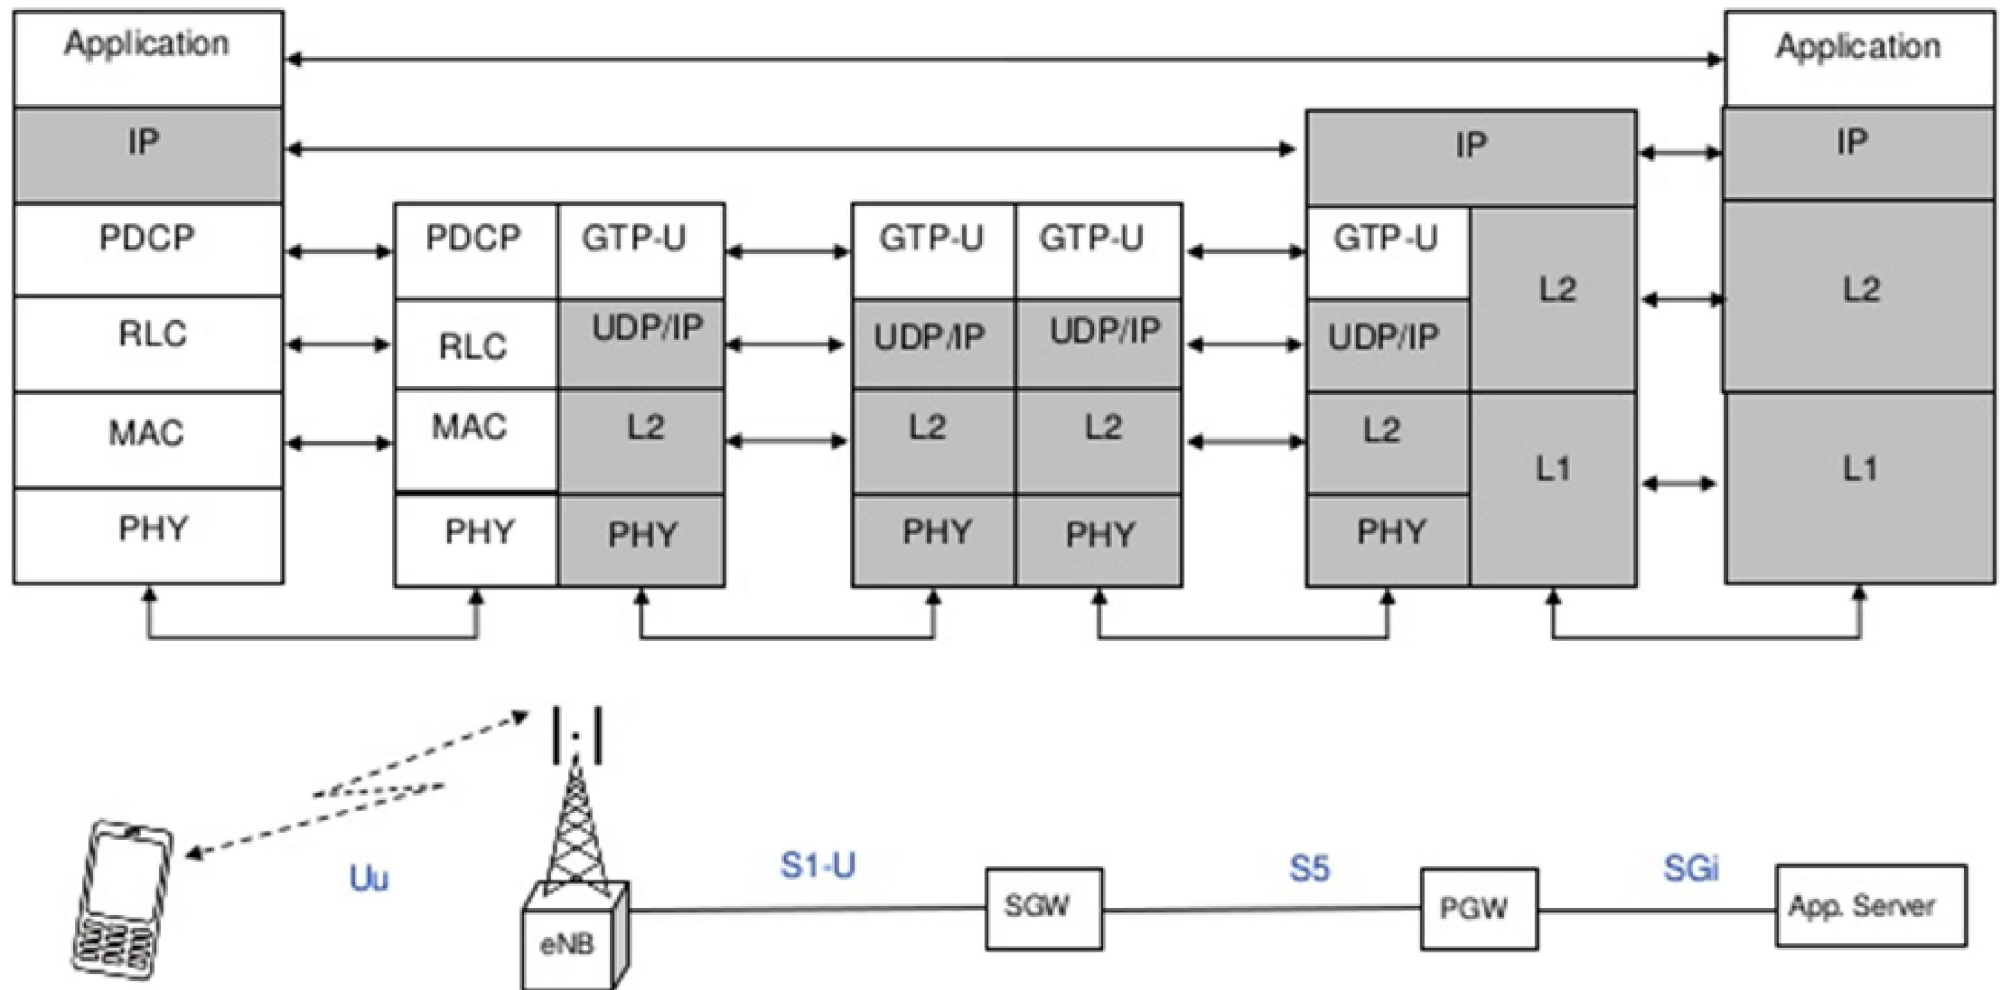 Application
Application
IP
IP
IP
PDCP
PDCP
GTP-U
GTP-U
GTP-U
GTP-U
L2
L2
RLC
RLC
UDP/IP
UDP/IP
UDP/IP
UDP/IP
MAC
MAC
L2
L2
L2
L2
L1
L1
PHY
PHY
PHY
PHY
PHY
PHY
Uu
S1-U
S5
SGi
eNB
SGW
PGW
App. Server